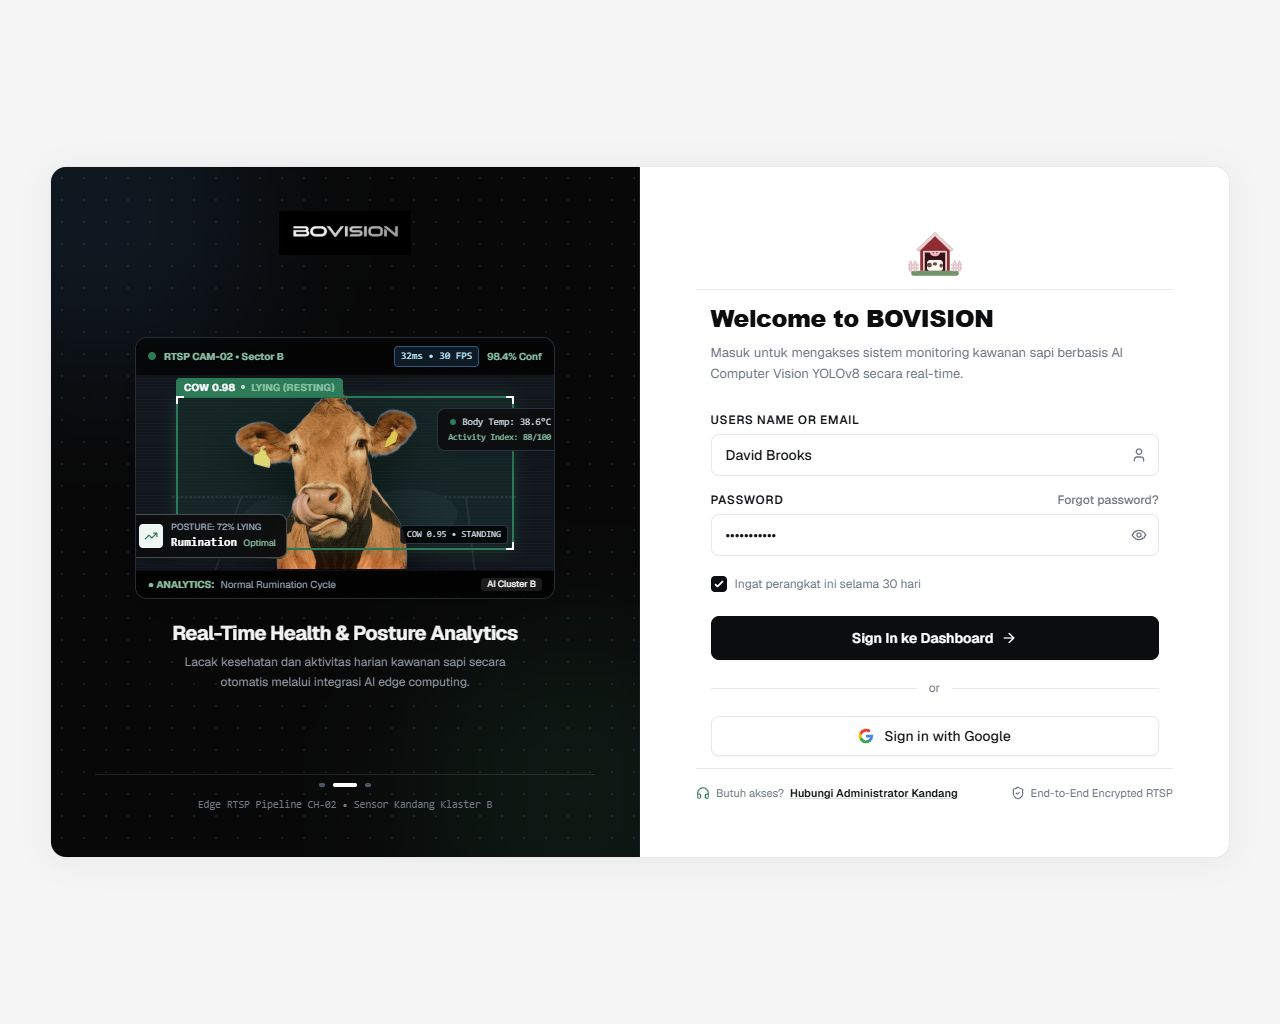 BOVISION
RTSP CAM-02 • Sector B
32ms • 30 FPS
98.4% Conf
COW 0.98 • LYING (RESTING)
Body Temp: 38.6°C
Activity Index: 88/100
POSTURE: 72% LYING
Rumination Optimal
COW 0.95 • STANDING
● ANALYTICS: Normal Rumination Cycle
AI Cluster B
Real-Time Health & Posture Analytics
Lacak kesehatan dan aktivitas harian kawanan sapi secara
otomatis melalui integrasi AI edge computing.
Edge RTSP Pipeline CH-02 • Sensor Kandang Klaster B
Welcome to BOVISION
Masuk untuk mengakses sistem monitoring kawanan sapi berbasis AI
Computer Vision YOLOv8 secara real-time.
USERS NAME OR EMAIL
David Brooks
PASSWORD
Forgot password?
•••••••••••
Ingat perangkat ini selama 30 hari
Sign In ke Dashboard →
or
Sign in with Google
Butuh akses? Hubungi Administrator Kandang
End-to-End Encrypted RTSP